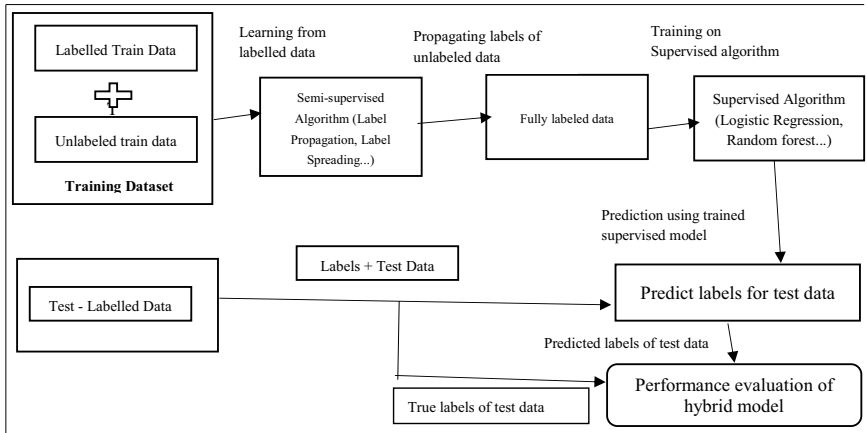 Labelled Train Data
Unlabeled train data
Training Dataset
Learning from
labelled data
Semi-supervised
Algorithm (Label
Propagation, Label
Spreading...)
Propagating labels of
unlabeled data
Fully labeled data
Training on
Supervised algorithm
Supervised Algorithm
(Logistic Regression,
Random forest...)
Prediction using trained
supervised model
Test - Labelled Data
Labels + Test Data
Predict labels for test data
Predicted labels of test data
True labels of test data
Performance evaluation of
hybrid model